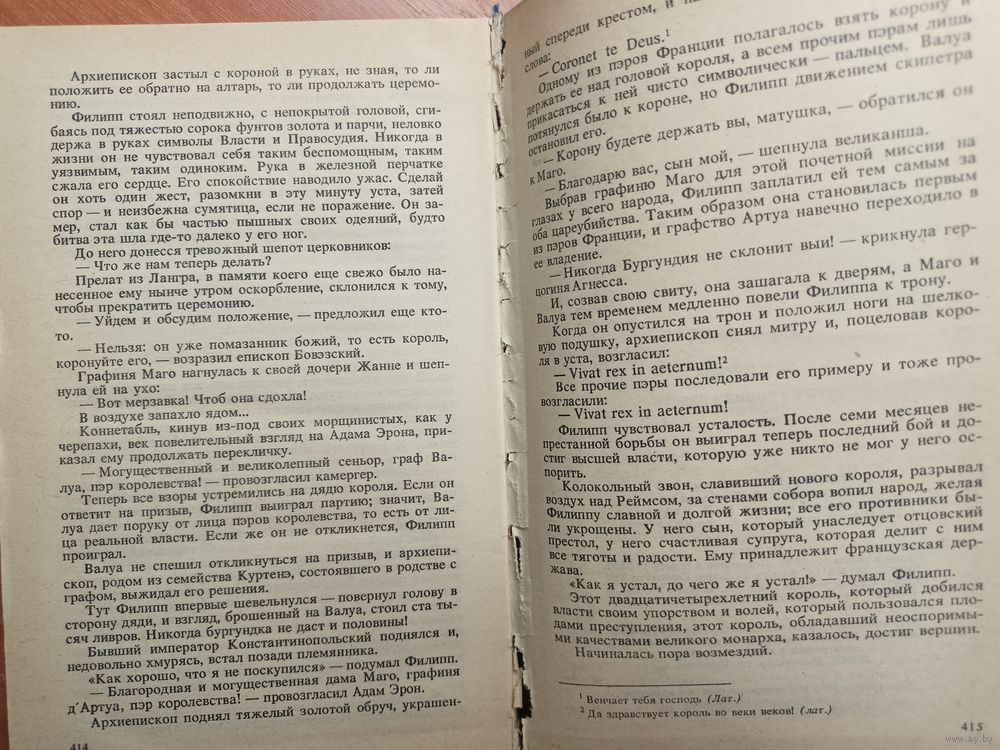 Архиепископ застыл с короной в руках, не зная, то ли
положить ее обратно на алтарь, то ли продолжать церемо-
нию.
Филипп стоял неподвижно, с непокрытой головой, сги-
баясь под тяжестью сорока фунтов золота и парчи, неловко
держа в руках символы Власти и Правосудия. Никогда в
жизни он не чувствовал себя таким беспомощным, таким
уязвимым, таким одиноким. Рука в железной перчатке
сжала его сердце. Его спокойствие наводило ужас. Сделай
он хоть один жест, разомкни в эту минуту уста, затей
спор — и неизбежна сумятица, если не поражение. Он за-
мер, стал как бы частью пышных своих одеяний, будто
битва эта шла где-то далеко у его ног.
До него донесся тревожный шепот церковников:
— Что же нам теперь делать?
Прелат из Лангра, в памяти коего еще свежо было на-
несенное ему нынче утром оскорбление, склонился к тому,
чтобы прекратить церемонию.
— Уйдем и обсудим положение, — предложил еще кто-
то.
— Нельзя: он уже помазанник божий, то есть король,
коронуйте его, — возразил епископ Бовэзский.
Графиня Маго нагнулась к своей дочери Жанне и шеп-
нула ей на ухо:
— Вот мерзавка! Чтоб она сдохла!
В воздухе запахло ядом...
Коннетабль, кинув из-под своих морщинистых, как у
черепахи, век повелительный взгляд на Адама Эрона, при-
казал ему продолжать перекличку.
— Могущественный и великолепный сеньор, граф Ва-
луа, пэр королевства! — провозгласил камергер.
Теперь все взоры устремились на дядю короля. Если он
ответит на призыв, Филипп выиграл партию; значит, Ва-
луа дает поруку от лица пэров королевства, то есть от ли-
ца реальной власти. Если же он не откликнется, Филипп
проиграл.
Валуа не спешил откликнуться на призыв, и архиепи-
скоп, родом из семейства Куртенэ, состоявшего в родстве с
графом, выжидал его решения.
Тут Филипп впервые шевельнулся — повернул голову в
сторону дяди, и взгляд, брошенный на Валуа, стоил ста ты-
сяч ливров. Никогда бургундка не даст и половины!
Бывший император Константинопольский поднялся и,
недовольно хмурясь, встал позади племянника.
«Как хорошо, что я не поскупился» — подумал Филипп.
— Благородная и могущественная дама Маго, графиня
д'Артуа, пэр королевства! — провозгласил Адам Эрон.
Архиепископ поднял тяжелый золотой обруч, украшен-
414
ный спереди крестом, и
слова:
— Coronet te Deus.¹
Одному из пэров Франции полагалось взять корону и
держать ее над головой короля, а всем прочим пэрам лишь
прикасаться к ней чисто символически — пальцем. Валуа
потянулся было к короне, но Филипп движением скипетра
остановил его.
— Корону будете держать вы, матушка, — обратился он
к Маго.
— Благодарю вас, сын мой, — шепнула великанша.
Выбрав графиню Маго для этой почетной миссии на
глазах у всего народа, Филипп заплатил ей тем самым за
оба цареубийства. Таким образом она становилась первым
из пэров Франции, и графство Артуа навечно переходило в
ее владение.
— Никогда Бургундия не склонит выи! — крикнула гер-
цогиня Агнесса.
И, созвав свою свиту, она зашагала к дверям, а Маго и
Валуа тем временем медленно повели Филиппа к трону.
Когда он опустился на трон и положил ноги на шелко-
вую подушку, архиепископ снял митру и, поцеловав коро-
ля в уста, возгласил:
— Vivat rex in aeternum!²
Все прочие пэры последовали его примеру и тоже про-
возгласили:
— Vivat rex in aeternum!
Филипп чувствовал усталость. После семи месяцев не-
престанной борьбы он выиграл теперь последний бой и до-
стиг высшей власти, которую уже никто не мог у него ос-
порить.
Колокольный звон, славивший нового короля, разрывал
воздух над Реймсом, за стенами собора вопил народ, желая
Филиппу славной и долгой жизни; все его противники бы-
ли укрощены. У него сын, который унаследует отцовский
престол, у него счастливая супруга, которая делит с ним
все тяготы и радости. Ему принадлежит французская дер-
жава.
«Как я устал, до чего же я устал!» — думал Филипп.
Этот двадцатичетырехлетний король, который добился
власти своим упорством и волей, который пользовался пло-
дами преступления, этот король, обладавший неоспоримы-
ми качествами великого монарха, казалось, достиг вершин.
Начиналась пора возмездий.
¹ Венчает тебя господь (Лат.)
² Да здравствует король во веки веков! (лат.)
415
www.ay.by